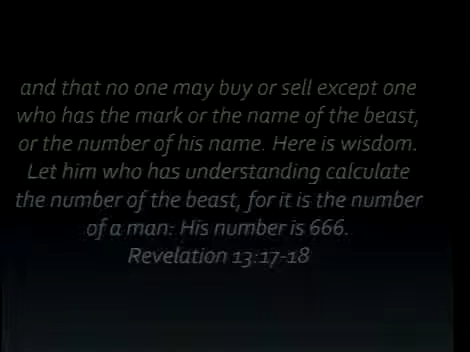 and that no one may buy or sell except one
who has the mark or the name of the beast,
or the number of his name. Here is wisdom.
Let him who has understanding calculate
the number of the beast, for it is the number
of a man: His number is 666.
Revelation 13:17-18